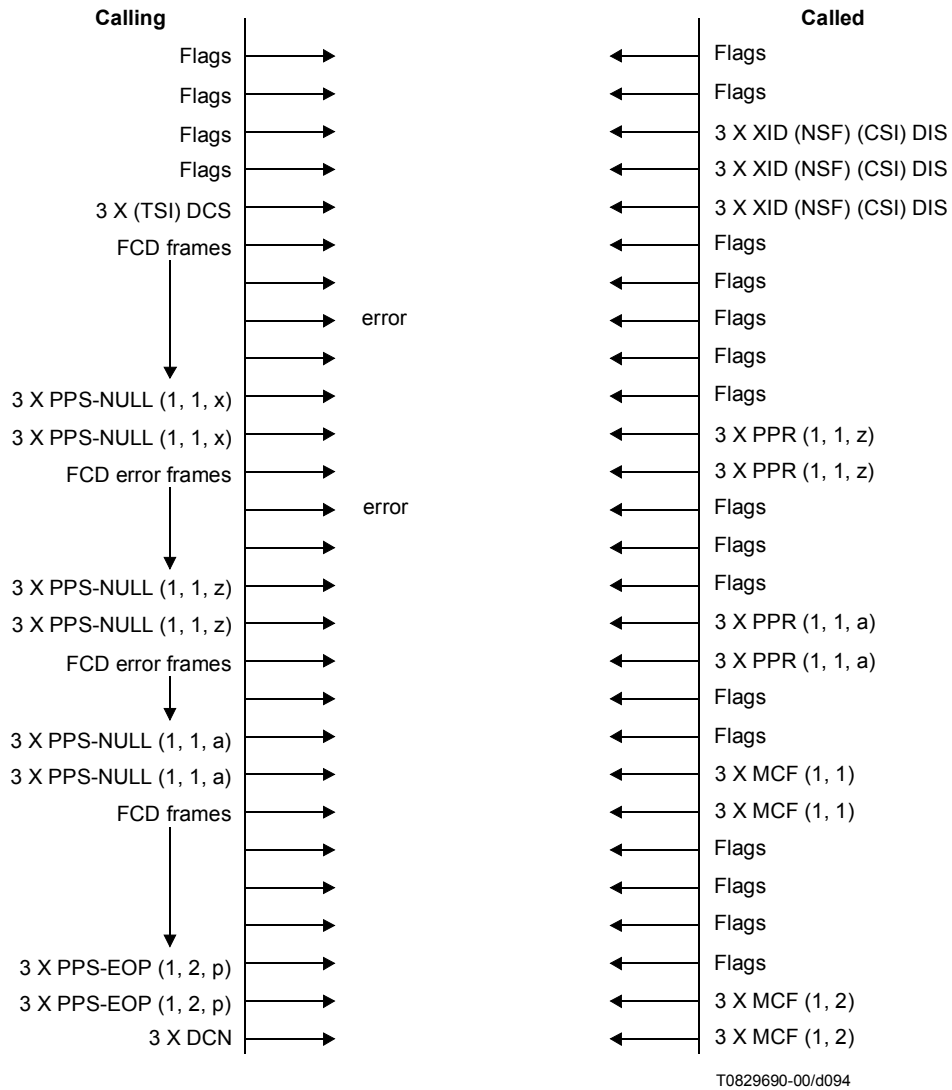 Calling Called
Flags Flags
Flags Flags
Flags 3 X XID (NSF) (CSI) DIS
Flags 3 X XID (NSF) (CSI) DIS
3 X (TSI) DCS 3 X XID (NSF) (CSI) DIS
FCD frames Flags
Flags
error Flags
Flags
3 X PPS-NULL (1, 1, x) Flags
3 X PPS-NULL (1, 1, x) 3 X PPR (1, 1, z)
FCD error frames 3 X PPR (1, 1, z)
error Flags
Flags
3 X PPS-NULL (1, 1, z) Flags
3 X PPS-NULL (1, 1, z) 3 X PPR (1, 1, a)
FCD error frames 3 X PPR (1, 1, a)
Flags
3 X PPS-NULL (1, 1, a) Flags
3 X PPS-NULL (1, 1, a) 3 X MCF (1, 1)
FCD frames 3 X MCF (1, 1)
Flags
Flags
Flags
3 X PPS-EOP (1, 2, p) Flags
3 X PPS-EOP (1, 2, p) 3 X MCF (1, 2)
3 X DCN 3 X MCF (1, 2)
T0829690-00/d094